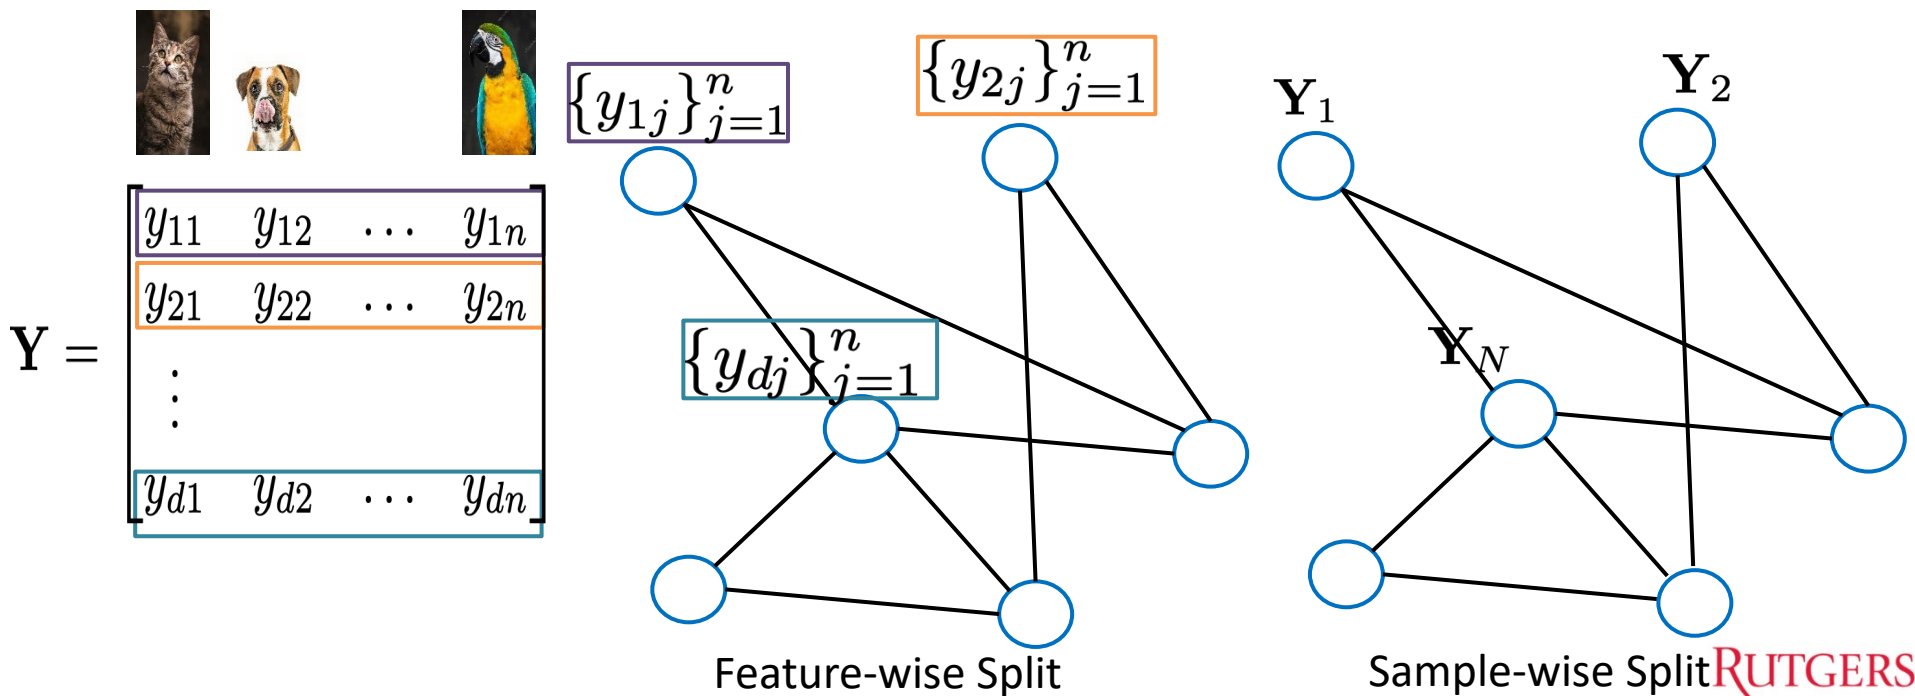 {y_{1j}}_{j=1}^{n}
{y_{2j}}_{j=1}^{n}
Y_1
Y_2
Y =
y_{11} y_{12} ... y_{1n}
y_{21} y_{22} ... y_{2n}
⋮
y_{d1} y_{d2} ... y_{dn}
{y_{dj}}_{j=1}^{n}
Y_N
Feature-wise Split
Sample-wise Split
RUTGERS